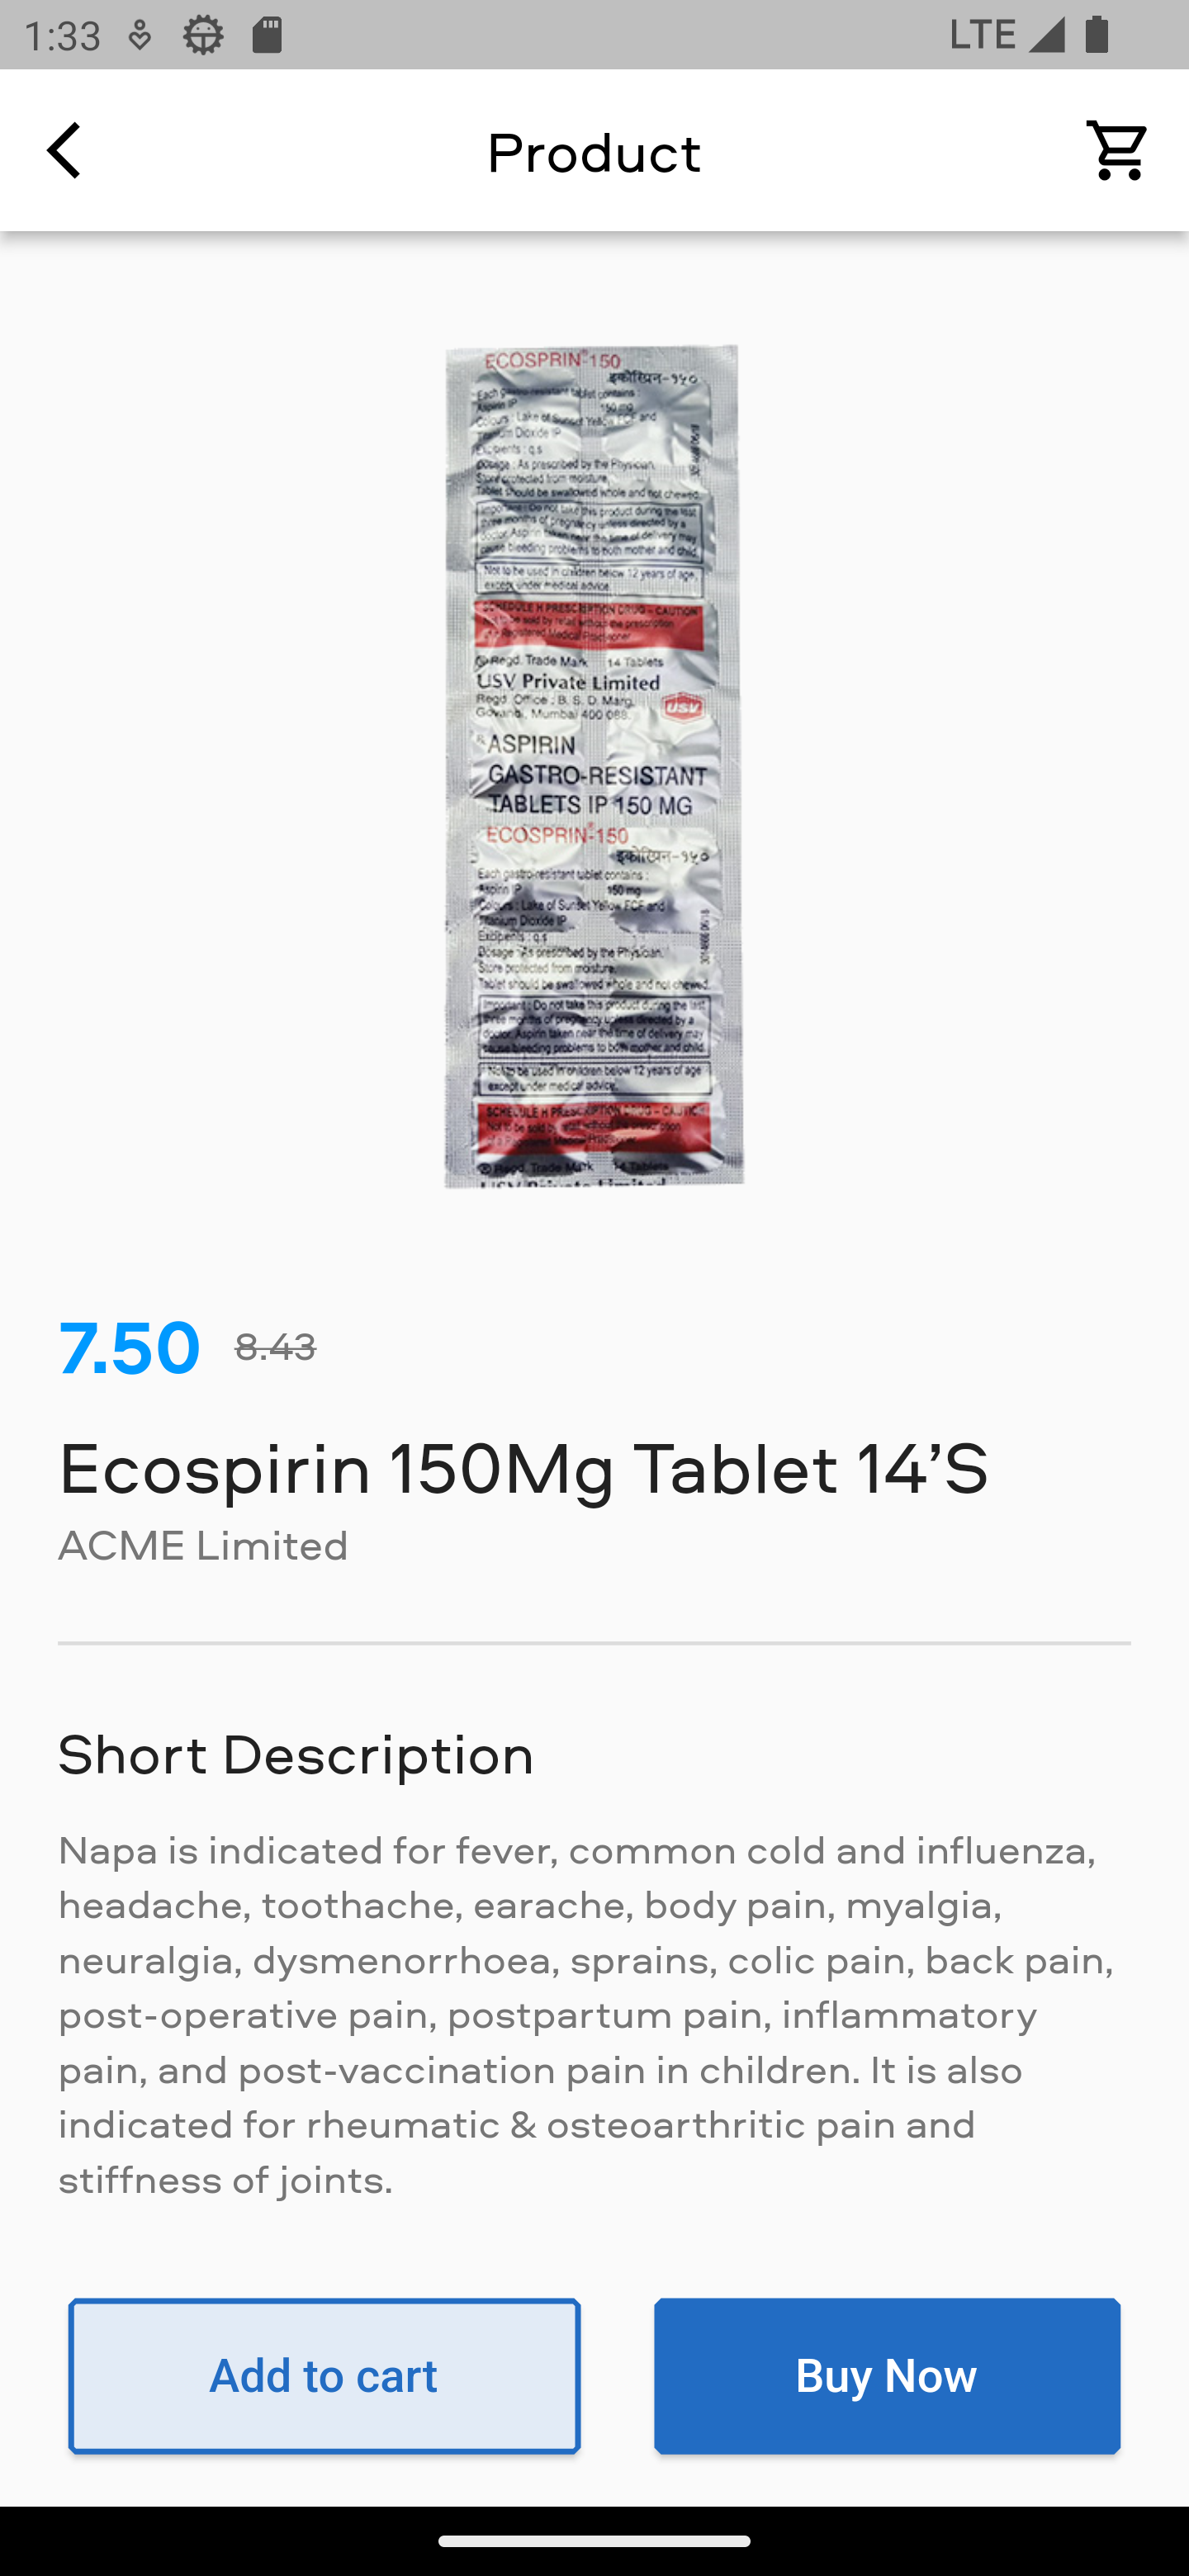 1:33
LTE
Product
ECOSPRIN®-150
इकोस्प्रिन-१५०
Each gastro-resistant tablet contains :
Aspirin IP 150 mg
Colours : Lake of Sunset Yellow FCF and
Titanium Dioxide IP
Excipients : q.s
Dosage : As prescribed by the Physician.
Store protected from moisture.
Tablet should be swallowed whole and not chewed.
Important : Do not take this product during the last
three months of pregnancy unless directed by a
doctor. Aspirin taken near the time of delivery may
cause bleeding problems to both mother and child.
Not to be used in children below 12 years of age,
except under medical advice.
SCHEDULE H PRESCRIPTION DRUG - CAUTION
Not to be sold by retail without the prescription
of a Registered Medical Practitioner
® Regd. Trade Mark 14 Tablets
USV Private Limited
Regd. Office : B. S. D. Marg,
Govandi, Mumbai 400 088.
USV
ASPIRIN
GASTRO-RESISTANT
TABLETS IP 150 MG
ECOSPRIN®-150
इकोस्प्रिन-१५०
Each gastro-resistant tablet contains :
Aspirin IP 150 mg
Colours : Lake of Sunset Yellow FCF and
Titanium Dioxide IP
Excipients : q.s
Dosage : As prescribed by the Physician.
Store protected from moisture.
Tablet should be swallowed whole and not chewed.
Important : Do not take this product during the last
three months of pregnancy unless directed by a
doctor. Aspirin taken near the time of delivery may
cause bleeding problems to both mother and child.
Not to be used in children below 12 years of age
except under medical advice.
SCHEDULE H PRESCRIPTION DRUG - CAUTION
Not to be sold by retail without the prescription
of a Registered Medical Practitioner
® Regd. Trade Mark 14 Tablets
USV Private Limited
7.50 8.43
Ecospirin 150Mg Tablet 14’S
ACME Limited
Short Description
Napa is indicated for fever, common cold and influenza,
headache, toothache, earache, body pain, myalgia,
neuralgia, dysmenorrhoea, sprains, colic pain, back pain,
post-operative pain, postpartum pain, inflammatory
pain, and post-vaccination pain in children. It is also
indicated for rheumatic & osteoarthritic pain and
stiffness of joints.
Add to cart
Buy Now